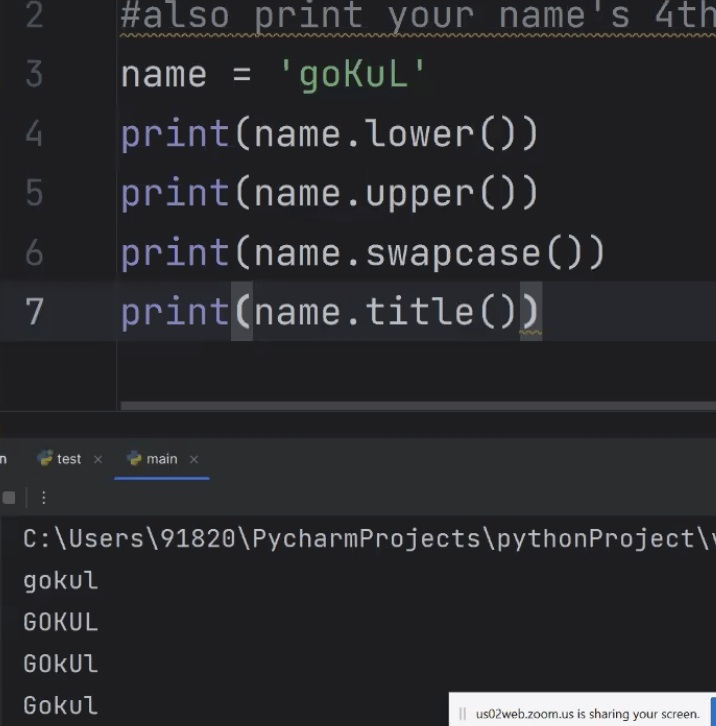 2 #also print your name's 4th
3 name = 'goKuL'
4 print(name.lower())
5 print(name.upper())
6 print(name.swapcase())
7 print(name.title())
n test × main ×
C:\Users\91820\PycharmProjects\pythonProject\v
gokul
GOKUL
GOkUl
Gokul
us02web.zoom.us is sharing your screen.